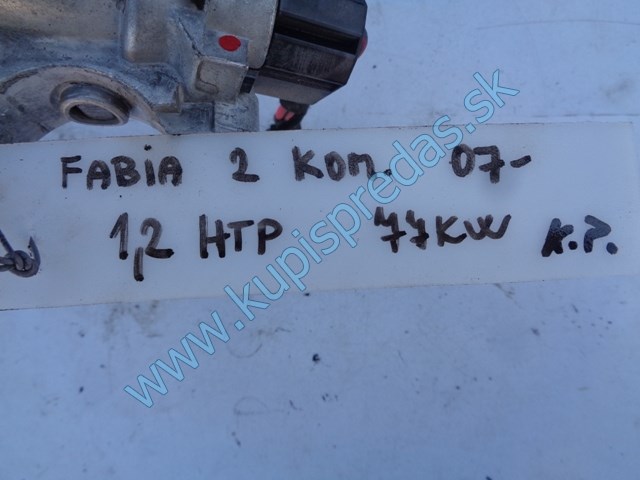 FABIA 2 KOM. 07-
1,2 HTP 77KW K.P.
www.kupispredas.sk